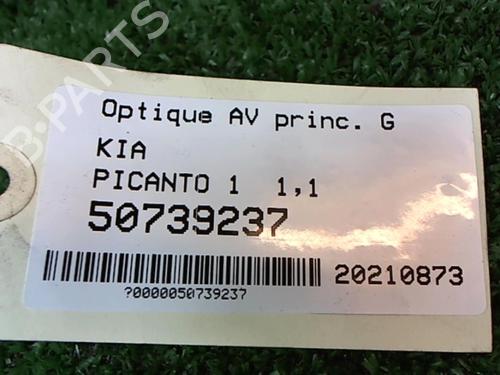 B-PARTS
Optique AV princ. G
KIA
PICANTO 1 1,1
50739237
20210873
?0000050739237